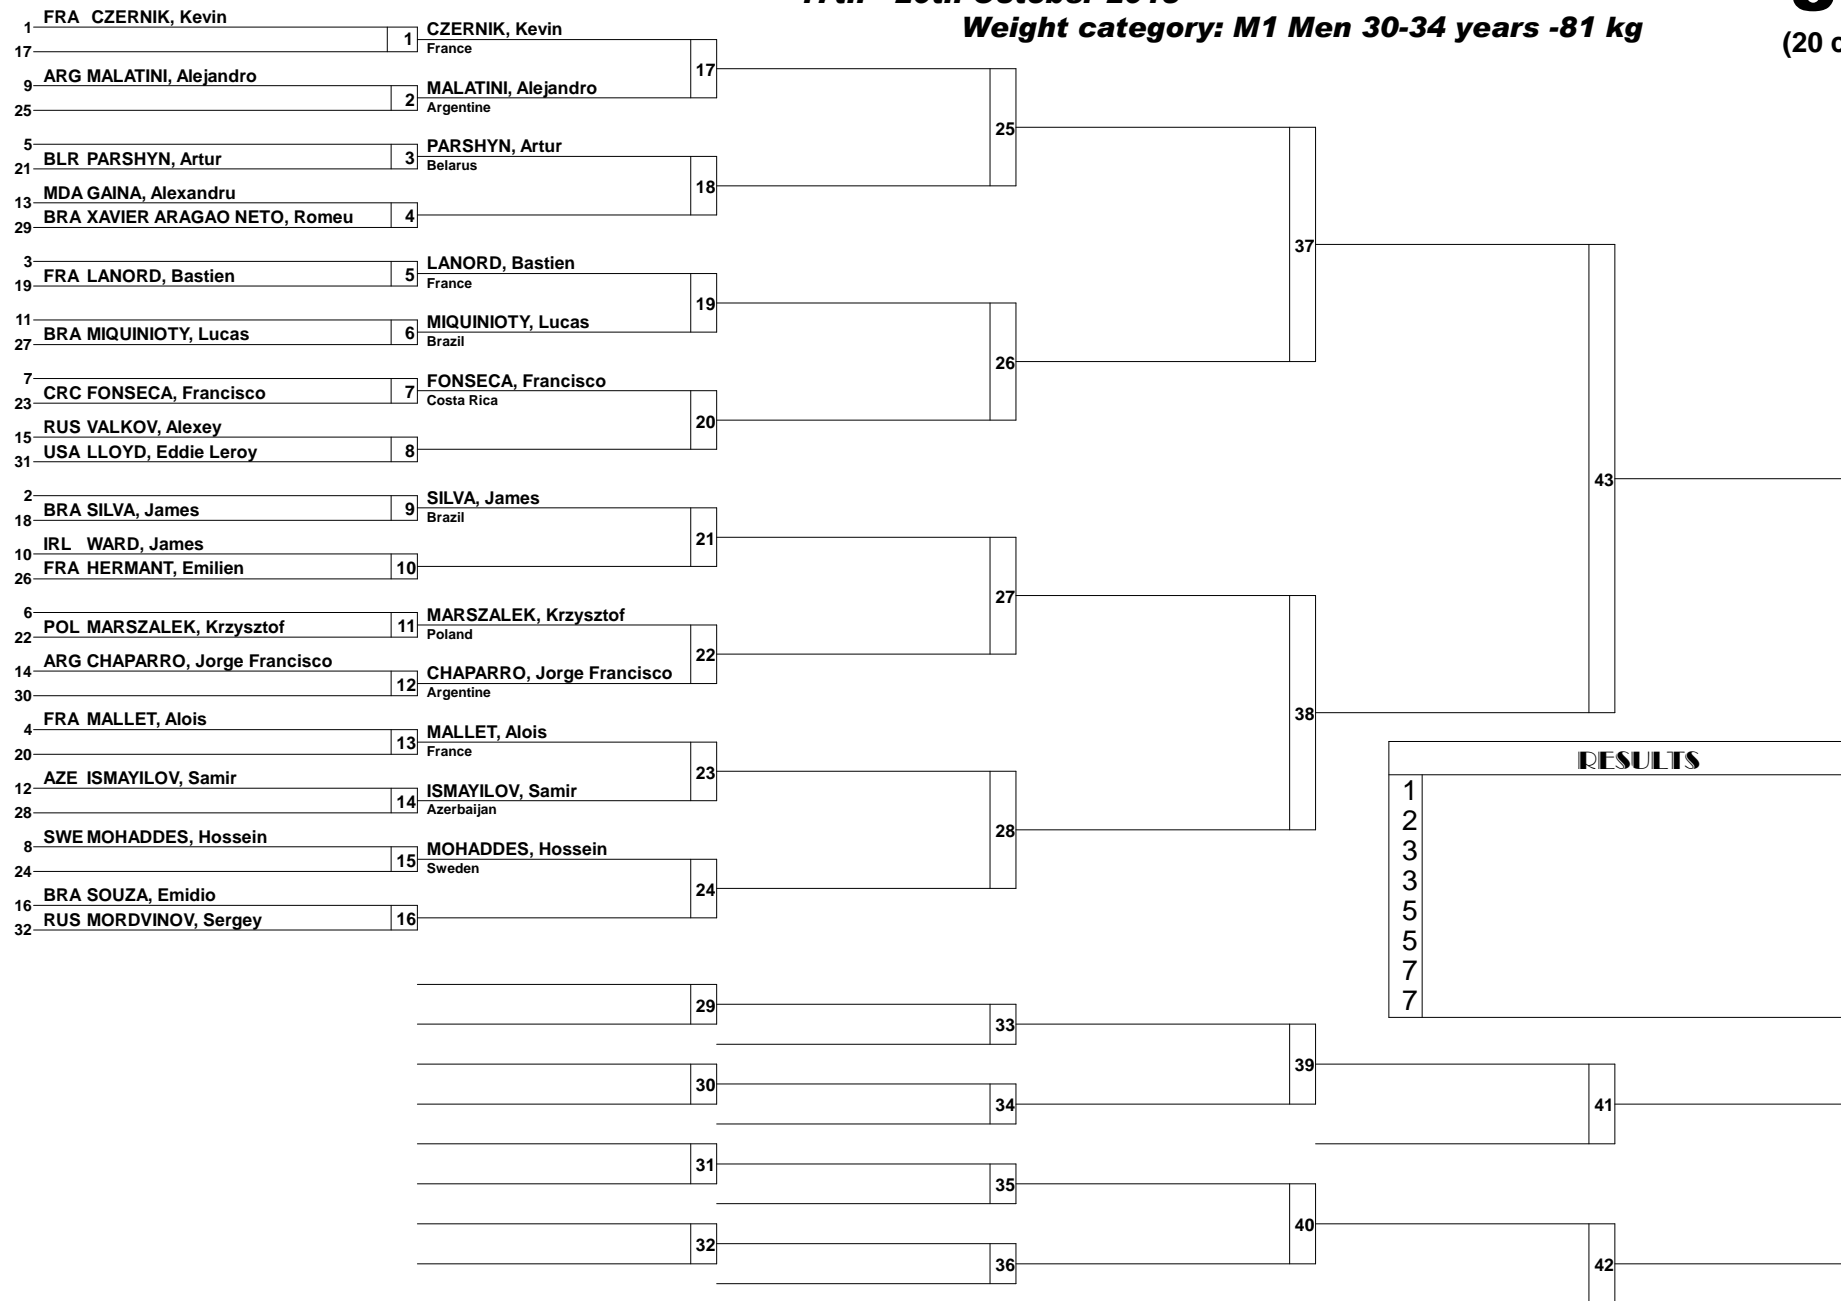 Weight category: M1 Men 30-34 years -81 kg
(20
1 FRA CZERNIK, Kevin
17
1
9 ARG MALATINI, Alejandro
25
2
5
21 BLR PARSHYN, Artur
3
13 MDA GAINA, Alexandru
29 BRA XAVIER ARAGAO NETO, Romeu
4
3
19 FRA LANORD, Bastien
5
11
27 BRA MIQUINIOTY, Lucas
6
7
23 CRC FONSECA, Francisco
7
15 RUS VALKOV, Alexey
31 USA LLOYD, Eddie Leroy
8
2
18 BRA SILVA, James
9
10 IRL WARD, James
26 FRA HERMANT, Emilien
10
6
22 POL MARSZALEK, Krzysztof
11
14 ARG CHAPARRO, Jorge Francisco
30
12
4 FRA MALLET, Alois
20
13
12 AZE ISMAYILOV, Samir
28
14
8 SWE MOHADDES, Hossein
24
15
16 BRA SOUZA, Emidio
32 RUS MORDVINOV, Sergey
16
CZERNIK, Kevin
France
17
MALATINI, Alejandro
Argentine
PARSHYN, Artur
Belarus
18
LANORD, Bastien
France
19
MIQUINIOTY, Lucas
Brazil
FONSECA, Francisco
Costa Rica
20
SILVA, James
Brazil
21
MARSZALEK, Krzysztof
Poland
22
CHAPARRO, Jorge Francisco
Argentine
MALLET, Alois
France
23
ISMAYILOV, Samir
Azerbaijan
MOHADDES, Hossein
Sweden
24
25
26
27
28
37
38
43
RESULTS
1
2
3
3
5
5
7
7
29
30
31
32
33
34
35
36
39
40
41
42